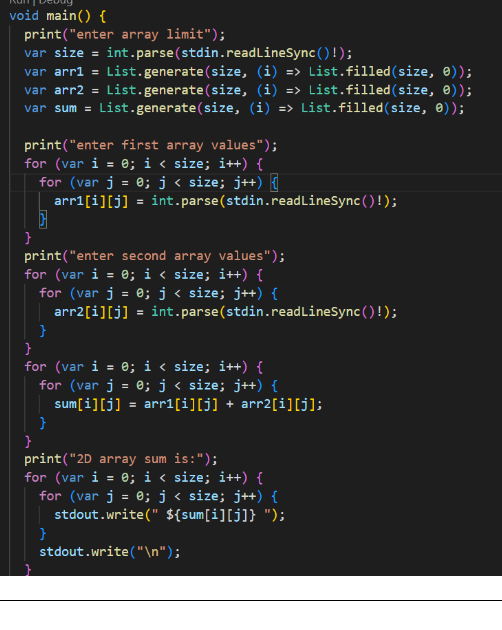 Run | Debug
void main() {
  print("enter array limit");
  var size = int.parse(stdin.readLineSync()!);
  var arr1 = List.generate(size, (i) => List.filled(size, 0));
  var arr2 = List.generate(size, (i) => List.filled(size, 0));
  var sum = List.generate(size, (i) => List.filled(size, 0));
  print("enter first array values");
  for (var i = 0; i < size; i++) {
    for (var j = 0; j < size; j++) {
      arr1[i][j] = int.parse(stdin.readLineSync()!);
    }
  }
  print("enter second array values");
  for (var i = 0; i < size; i++) {
    for (var j = 0; j < size; j++) {
      arr2[i][j] = int.parse(stdin.readLineSync()!);
    }
  }
  for (var i = 0; i < size; i++) {
    for (var j = 0; j < size; j++) {
      sum[i][j] = arr1[i][j] + arr2[i][j];
    }
  }
  print("2D array sum is:");
  for (var i = 0; i < size; i++) {
    for (var j = 0; j < size; j++) {
      stdout.write(" ${sum[i][j]} ");
    }
    stdout.write("\n");
  }